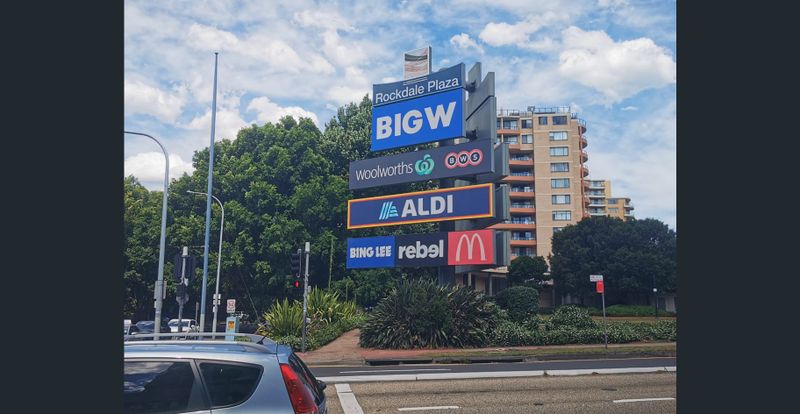 Rockdale Plaza
BIGW
Woolworths BWS
ALDI
BING LEE rebel